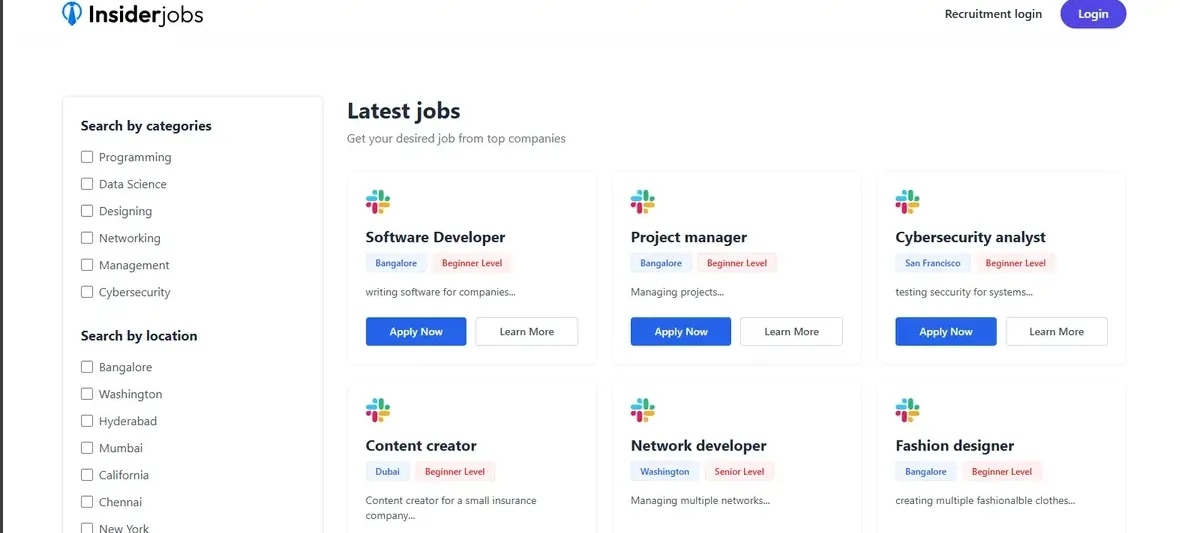 Insiderjobs
Recruitment login
Login
Search by categories
Programming
Data Science
Designing
Networking
Management
Cybersecurity
Search by location
Bangalore
Washington
Hyderabad
Mumbai
California
Chennai
New York
Latest jobs
Get your desired job from top companies
Software Developer
Bangalore Beginner Level
writing software for companies...
Apply Now Learn More
Project manager
Bangalore Beginner Level
Managing projects...
Apply Now Learn More
Cybersecurity analyst
San Francisco Beginner Level
testing seccurity for systems...
Apply Now Learn More
Content creator
Dubai Beginner Level
Content creator for a small insurance
company...
Network developer
Washington Senior Level
Managing multiple networks...
Fashion designer
Bangalore Beginner Level
creating multiple fashionalble clothes...